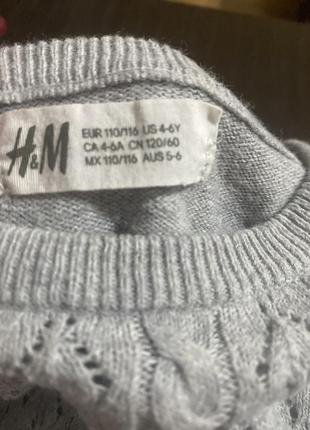 H&M
EUR 110/116 US 4-6Y
CA 4-6A CN 120/60
MX 110/116 AUS 5-6